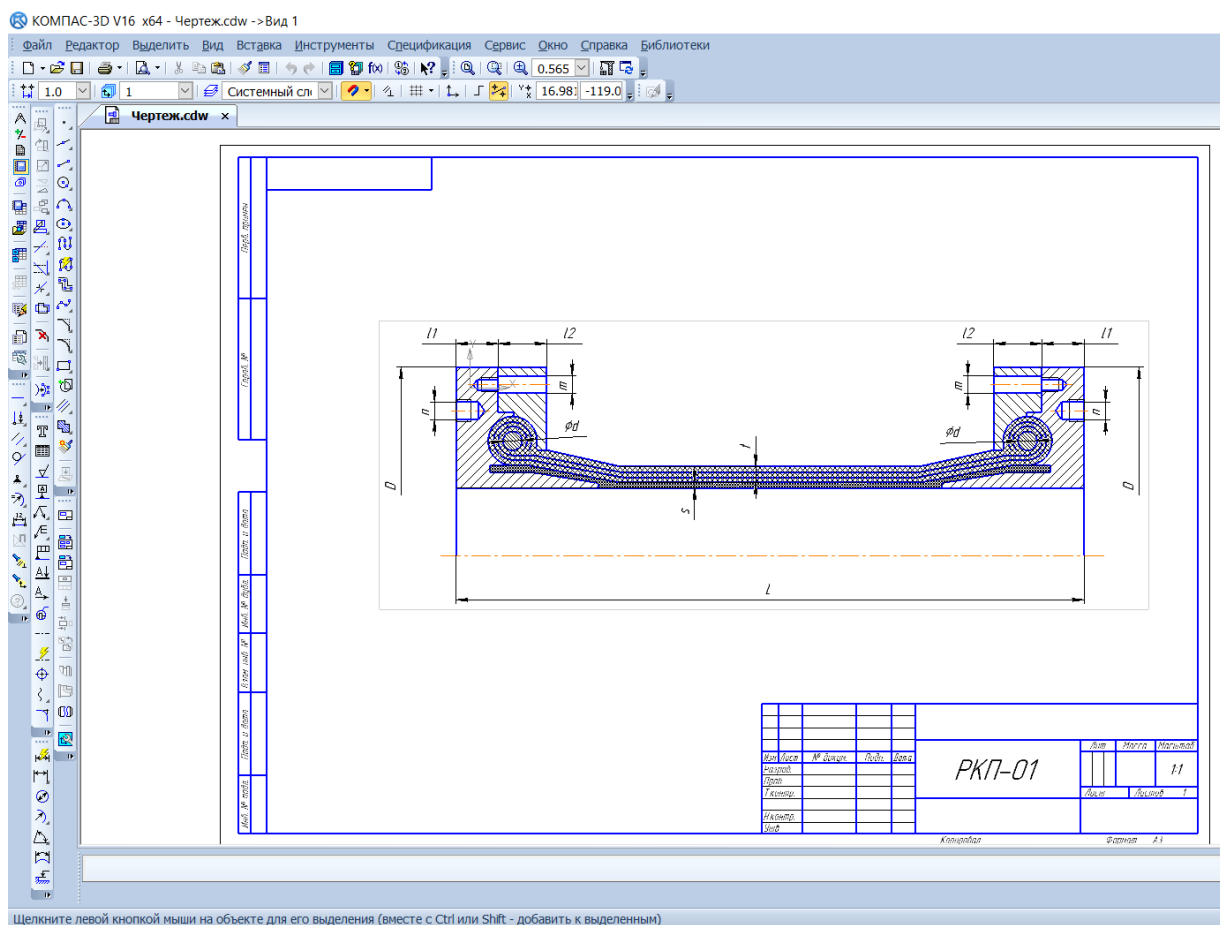 КОМПАС-3D V16 x64 - Чертеж.cdw ->Вид 1
Файл Редактор Выделить Вид Вставка Инструменты Спецификация Сервис Окно Справка Библиотеки
0.565
1.0 1 Системный сло 16.981 -119.0
Чертеж.cdw ×
Перв. примен
Справ. №
Подп. и дата
Инв. № дубл.
Взам. инв. №
Подп. и дата
Инв. № подл.
l1 l2 l2 l1
Y
X
m m
n n
Ød Ød
D f D
s
L
Изм Лист № докум. Подп. Дата
Разраб.
Пров.
Т.контр.
Н.контр.
Утв.
РКП-01
Лит Масса Масштаб
1:1
Лист Листов 1
Копировал Формат A3
Щелкните левой кнопкой мыши на объекте для его выделения (вместе с Ctrl или Shift - добавить к выделенным)